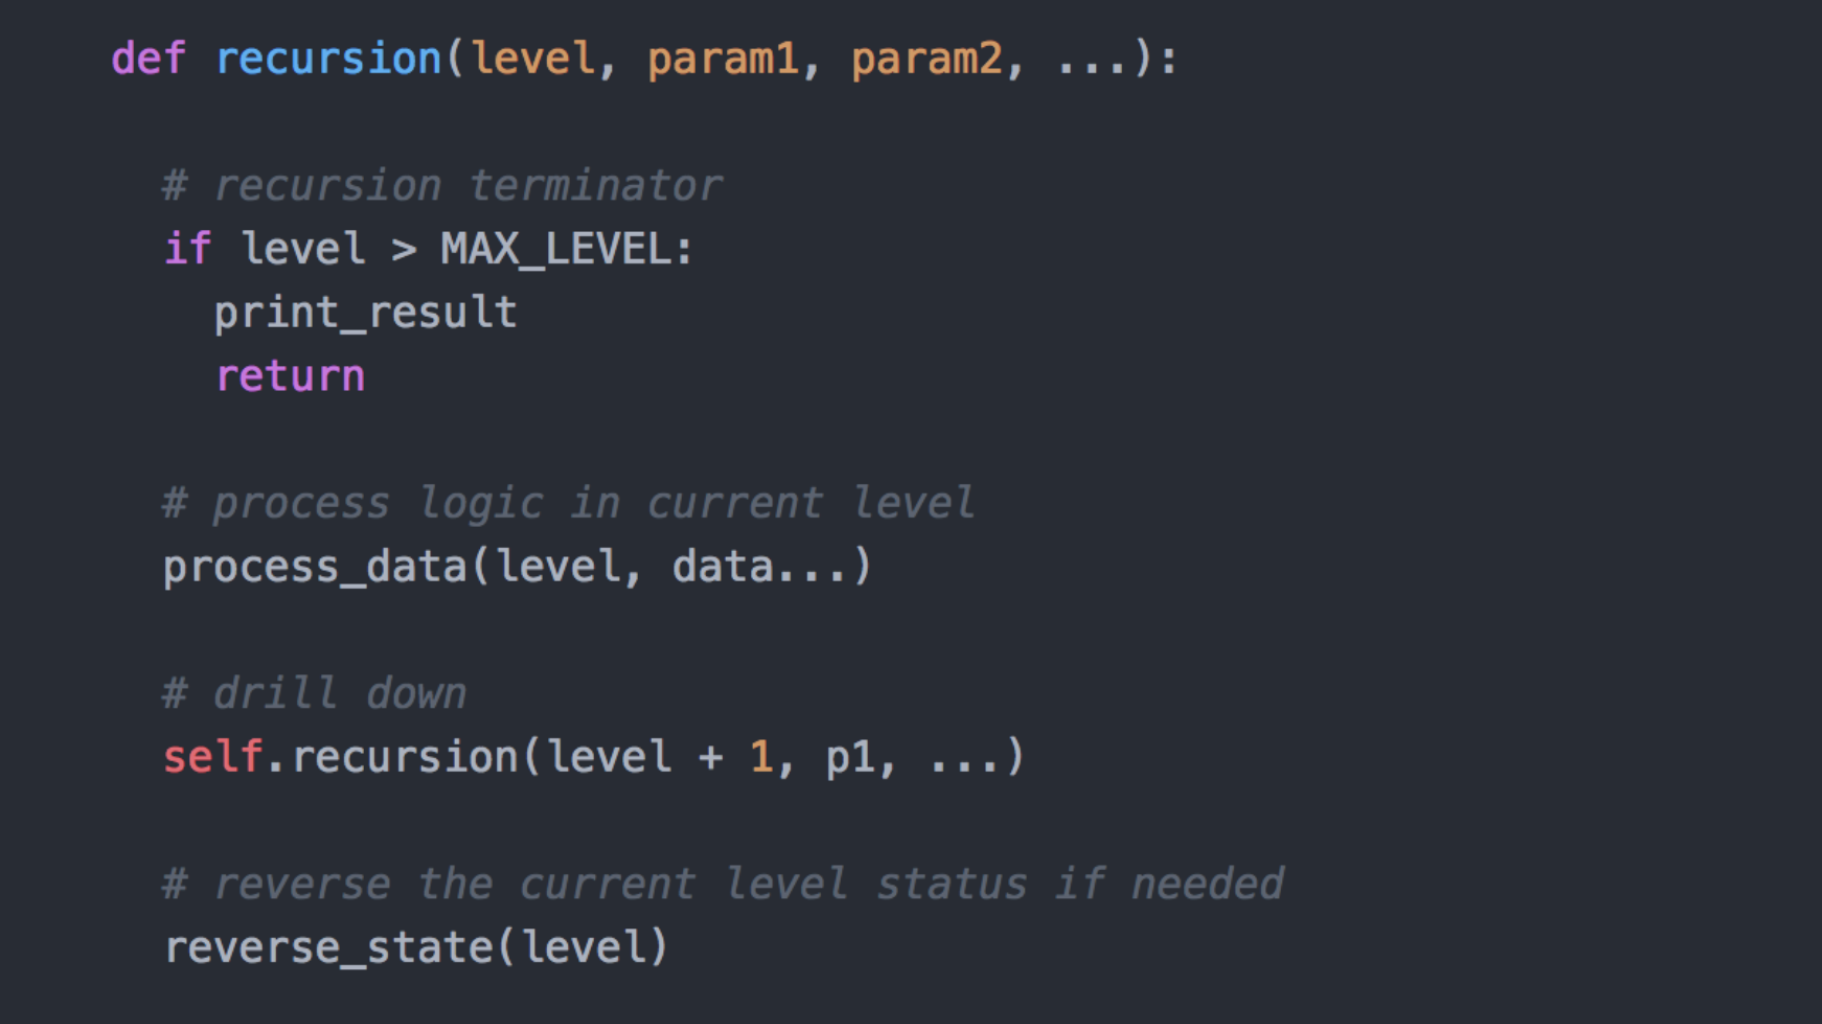 def recursion(level, param1, param2, ...):
# recursion terminator
if level > MAX_LEVEL:
print_result
return
# process logic in current level
process_data(level, data...)
# drill down
self.recursion(level + 1, p1, ...)
# reverse the current level status if needed
reverse_state(level)